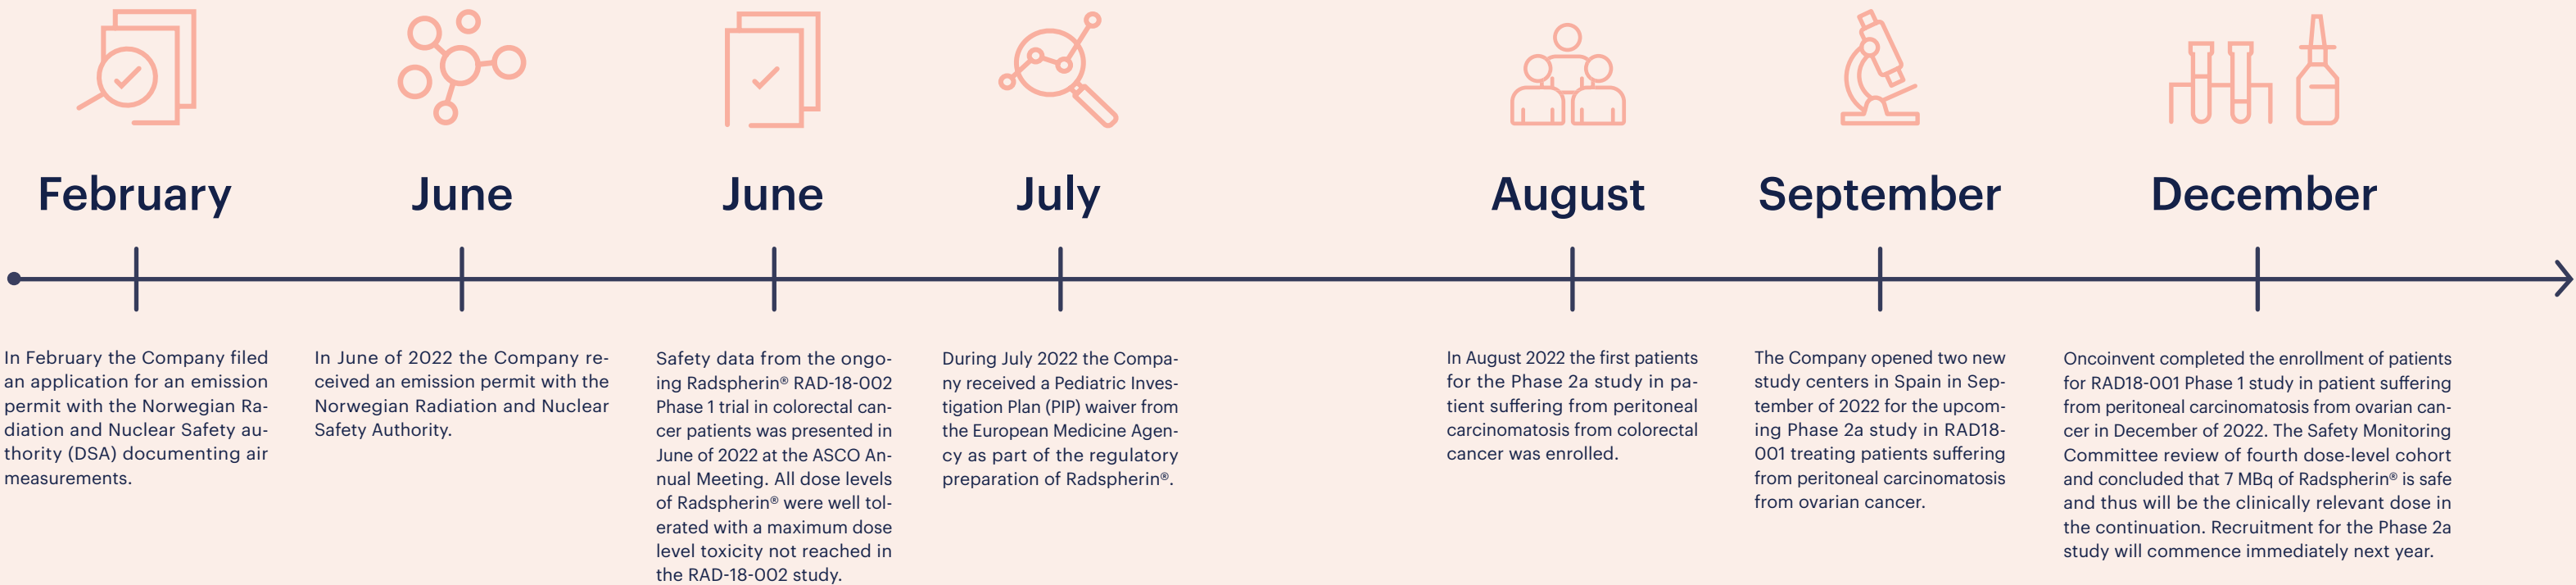 February
June
June
July
August
September
December
In February the Company filed
an application for an emission
permit with the Norwegian Ra-
diation and Nuclear Safety au-
thority (DSA) documenting air
measurements.
In June of 2022 the Company re-
ceived an emission permit with the
Norwegian Radiation and Nuclear
Safety Authority.
Safety data from the ongo-
ing Radspherin® RAD-18-002
Phase 1 trial in colorectal can-
cer patients was presented in
June of 2022 at the ASCO An-
nual Meeting. All dose levels
of Radspherin® were well tol-
erated with a maximum dose
level toxicity not reached in
the RAD-18-002 study.
During July 2022 the Compa-
ny received a Pediatric Inves-
tigation Plan (PIP) waiver from
the European Medicine Agen-
cy as part of the regulatory
preparation of Radspherin®.
In August 2022 the first patients
for the Phase 2a study in pa-
tient suffering from peritoneal
carcinomatosis from colorectal
cancer was enrolled.
The Company opened two new
study centers in Spain in Sep-
tember of 2022 for the upcom-
ing Phase 2a study in RAD18-
001 treating patients suffering
from peritoneal carcinomatosis
from ovarian cancer.
Oncoinvent completed the enrollment of patients
for RAD18-001 Phase 1 study in patient suffering
from peritoneal carcinomatosis from ovarian can-
cer in December of 2022. The Safety Monitoring
Committee review of fourth dose-level cohort
and concluded that 7 MBq of Radspherin® is safe
and thus will be the clinically relevant dose in
the continuation. Recruitment for the Phase 2a
study will commence immediately next year.